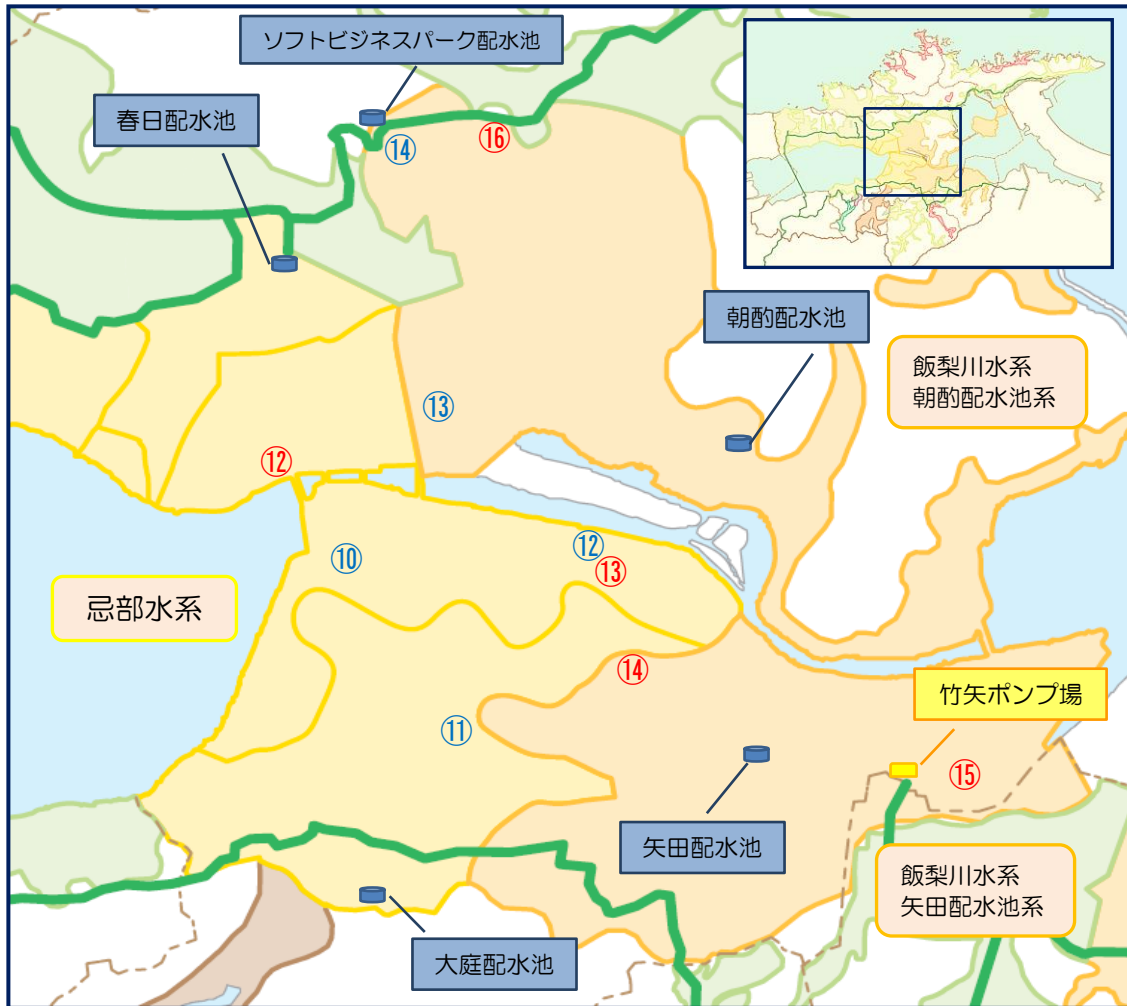 ソフトビジネスパーク配水池
春日配水池
⑭
⑯
朝酌配水池
飯梨川水系
朝酌配水池系
⑬
⑫
⑩
⑫
⑬
忌部水系
⑭
竹矢ポンプ場
⑪
⑮
矢田配水池
飯梨川水系
矢田配水池系
大庭配水池